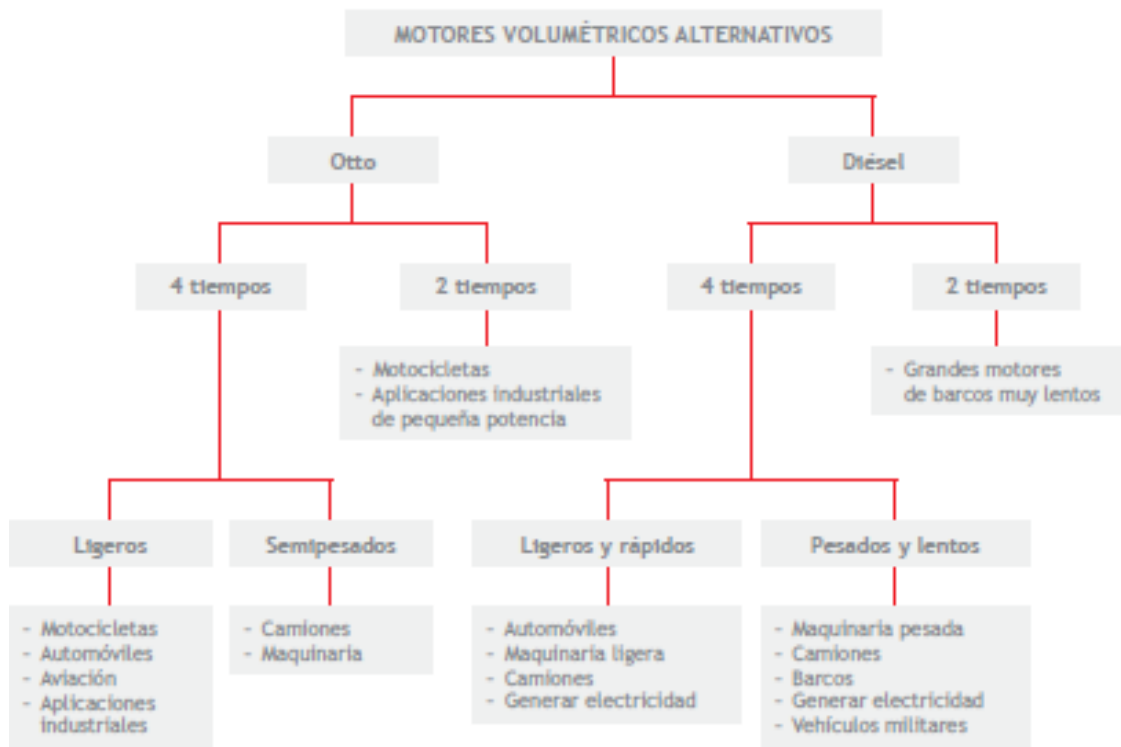 MOTORES VOLUMÉTRICOS ALTERNATIVOS
Otto
Diésel
4 tiempos
2 tiempos
4 tiempos
2 tiempos
- Motocicletas
- Aplicaciones industriales
de pequeña potencia
- Grandes motores
de barcos muy lentos
Ligeros
Semipesados
Ligeros y rápidos
Pesados y lentos
- Motocicletas
- Automóviles
- Aviación
- Aplicaciones
industriales
- Camiones
- Maquinaria
- Automóviles
- Maquinaria ligera
- Camiones
- Generar electricidad
- Maquinaria pesada
- Camiones
- Barcos
- Generar electricidad
- Vehículos militares